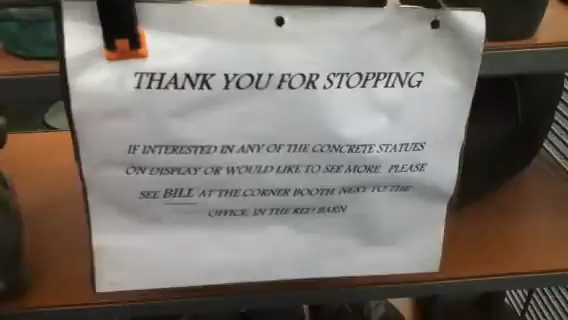 THANK YOU FOR STOPPING
IF INTERESTED IN ANY OF THE CONCRETE STATUES
ON DISPLAY OR WOULD LIKE TO SEE MORE PLEASE
SEE BILL AT THE CORNER BOOTH NEXT TO THE
OFFICE, IN THE RED BARN